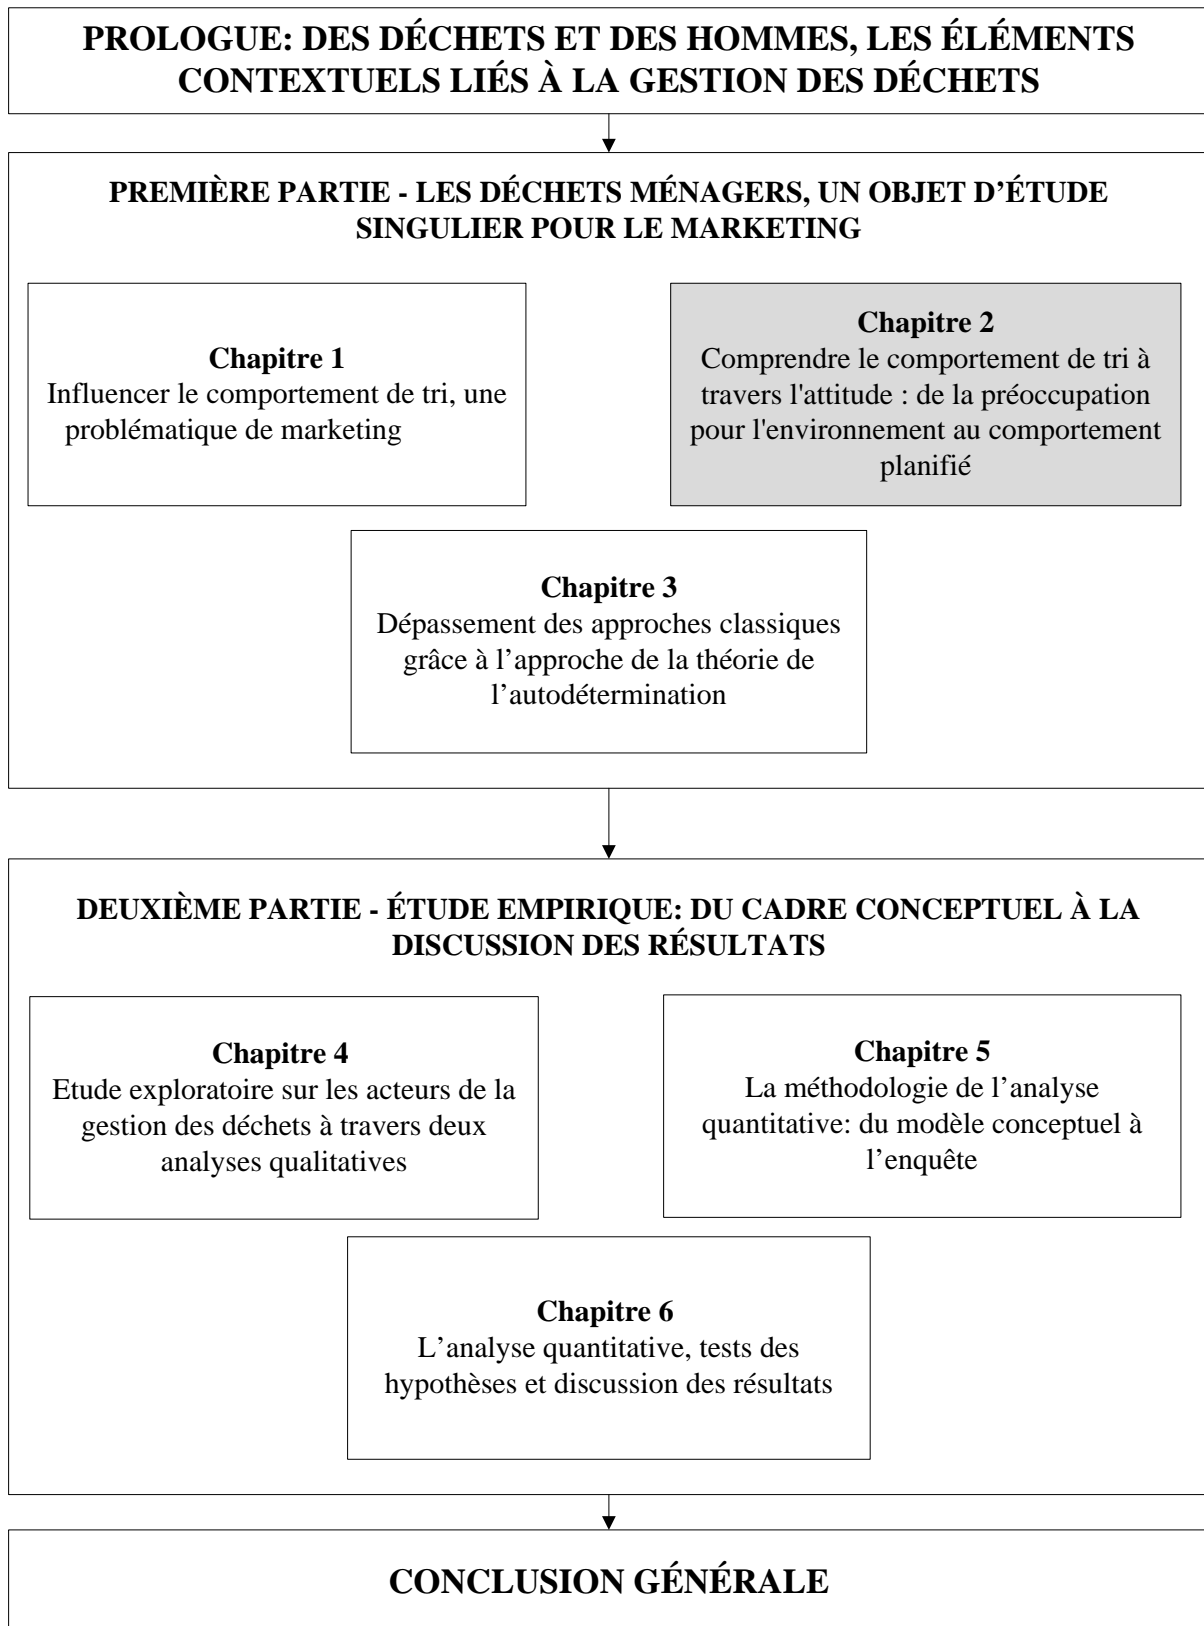 PROLOGUE: DES DÉCHETS ET DES HOMMES, LES ÉLÉMENTS
CONTEXTUELS LIÉS À LA GESTION DES DÉCHETS
PREMIÈRE PARTIE - LES DÉCHETS MÉNAGERS, UN OBJET D’ÉTUDE
SINGULIER POUR LE MARKETING
Chapitre 1
Influencer le comportement de tri, une
problématique de marketing
Chapitre 2
Comprendre le comportement de tri à
travers l'attitude : de la préoccupation
pour l'environnement au comportement
planifié
Chapitre 3
Dépassement des approches classiques
grâce à l’approche de la théorie de
l’autodétermination
DEUXIÈME PARTIE - ÉTUDE EMPIRIQUE: DU CADRE CONCEPTUEL À LA
DISCUSSION DES RÉSULTATS
Chapitre 4
Etude exploratoire sur les acteurs de la
gestion des déchets à travers deux
analyses qualitatives
Chapitre 5
La méthodologie de l’analyse
quantitative: du modèle conceptuel à
l’enquête
Chapitre 6
L’analyse quantitative, tests des
hypothèses et discussion des résultats
CONCLUSION GÉNÉRALE